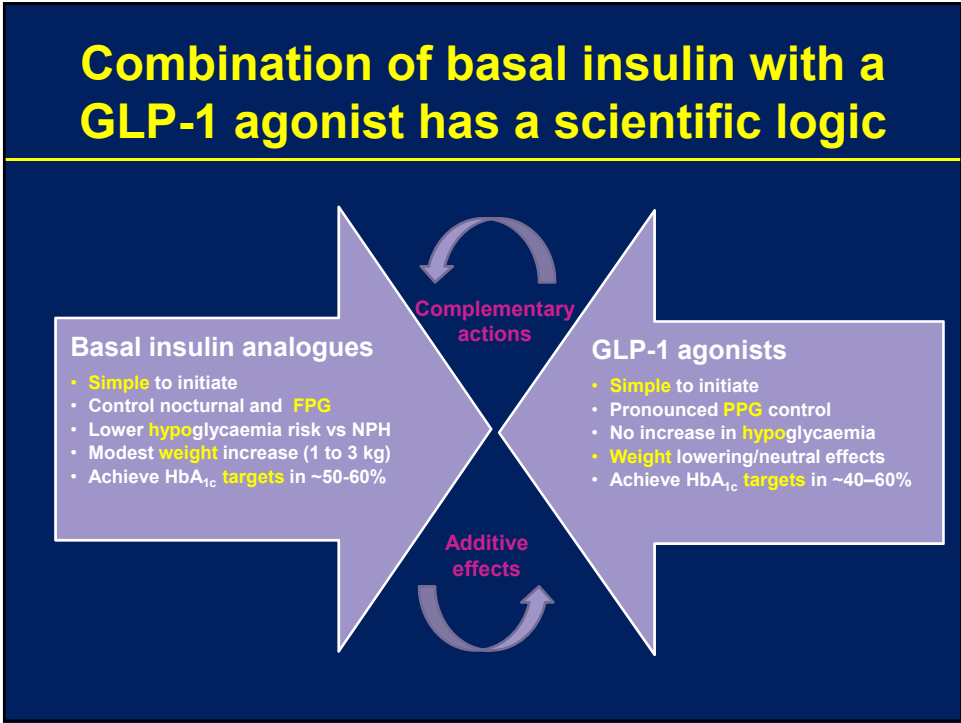 Combination of basal insulin with a
GLP-1 agonist has a scientific logic
Complementary
actions
Basal insulin analogues
• Simple to initiate
• Control nocturnal and FPG
• Lower hypoglycaemia risk vs NPH
• Modest weight increase (1 to 3 kg)
• Achieve HbA1c targets in ~50-60%
GLP-1 agonists
• Simple to initiate
• Pronounced PPG control
• No increase in hypoglycaemia
• Weight lowering/neutral effects
• Achieve HbA1c targets in ~40–60%
Additive
effects